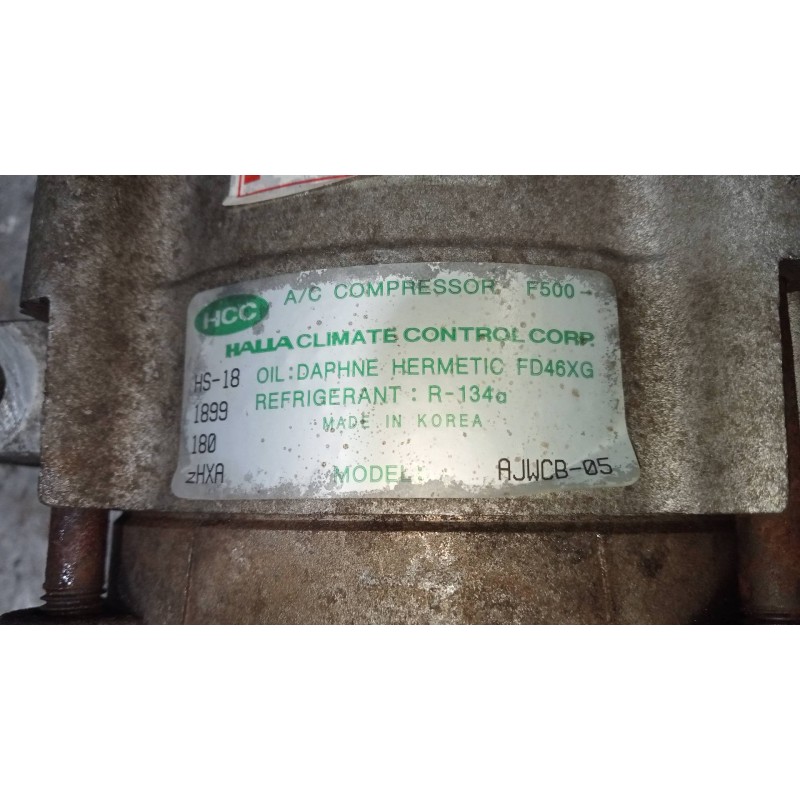 A/C COMPRESSOR F500-
HCC
HALLA CLIMATE CONTROL CORP.
HS-18 OIL:DAPHNE HERMETIC FD46XG
1899 REFRIGERANT : R-134a
MADE IN KOREA
180
zHXA MODEL: AJWCB-05